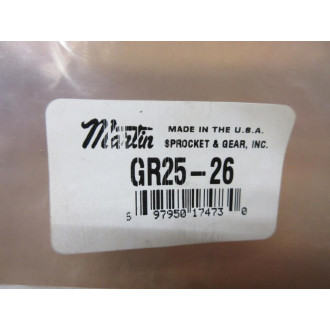 Martin
MADE IN THE U.S.A.
SPROCKET & GEAR, INC.
GR25-26
5 97950 17473 0